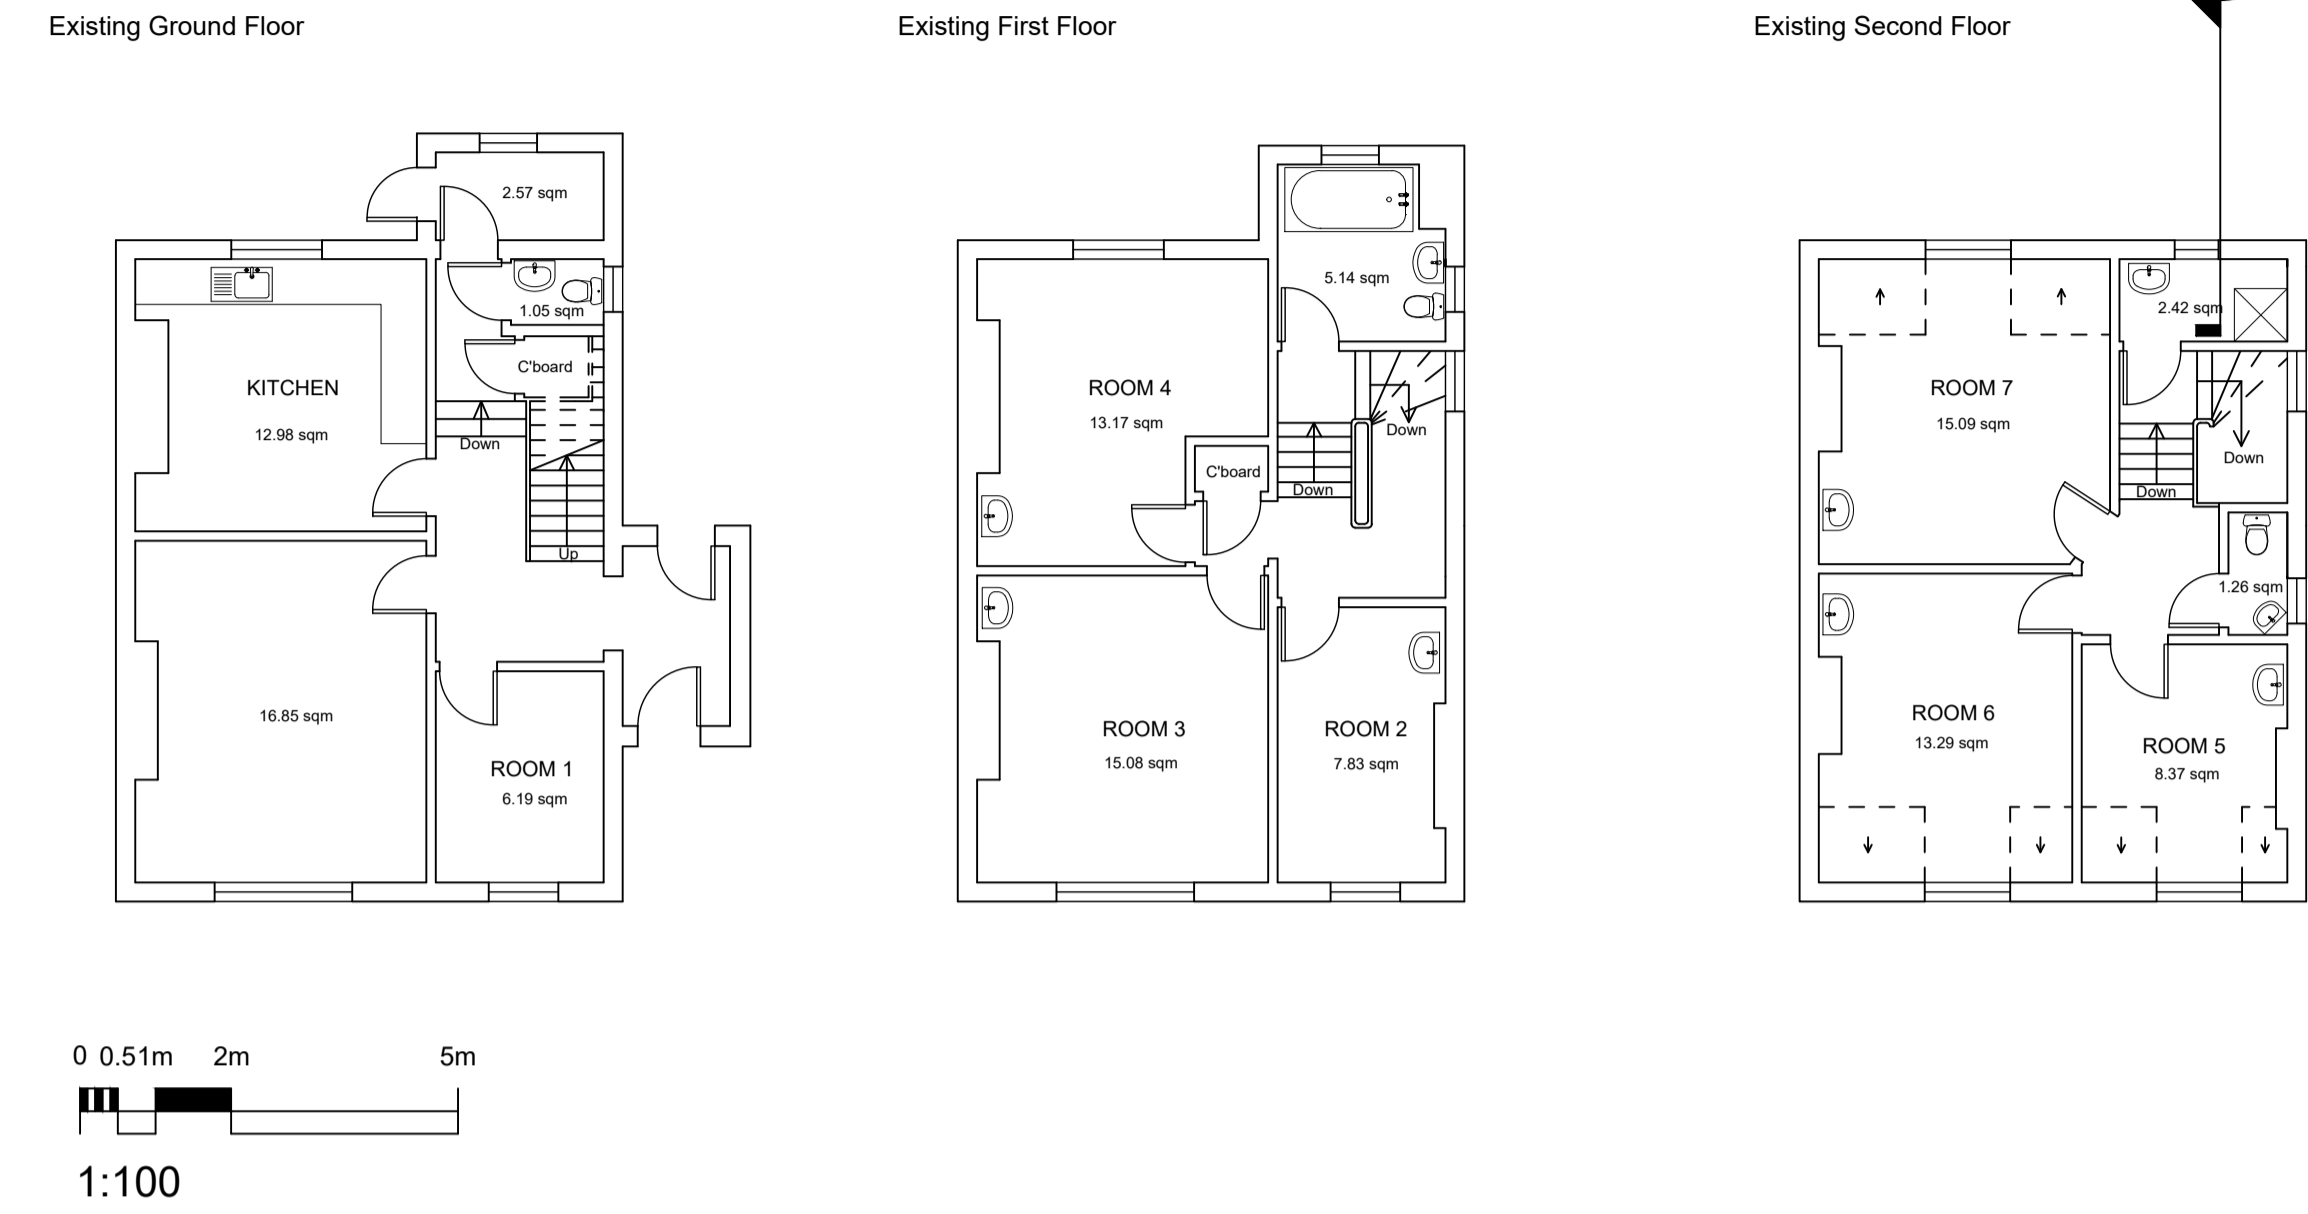 Existing Ground Floor
2.57 sqm
1.05 sqm
C'board
KITCHEN
12.98 sqm
Down
Up
16.85 sqm
ROOM 1
6.19 sqm
Existing First Floor
5.14 sqm
ROOM 4
13.17 sqm
Down
C'board
Down
ROOM 3
15.08 sqm
ROOM 2
7.83 sqm
Existing Second Floor
2.42 sqm
ROOM 7
15.09 sqm
Down
Down
1.26 sqm
ROOM 6
13.29 sqm
ROOM 5
8.37 sqm
0 0.51m 2m 5m
1:100